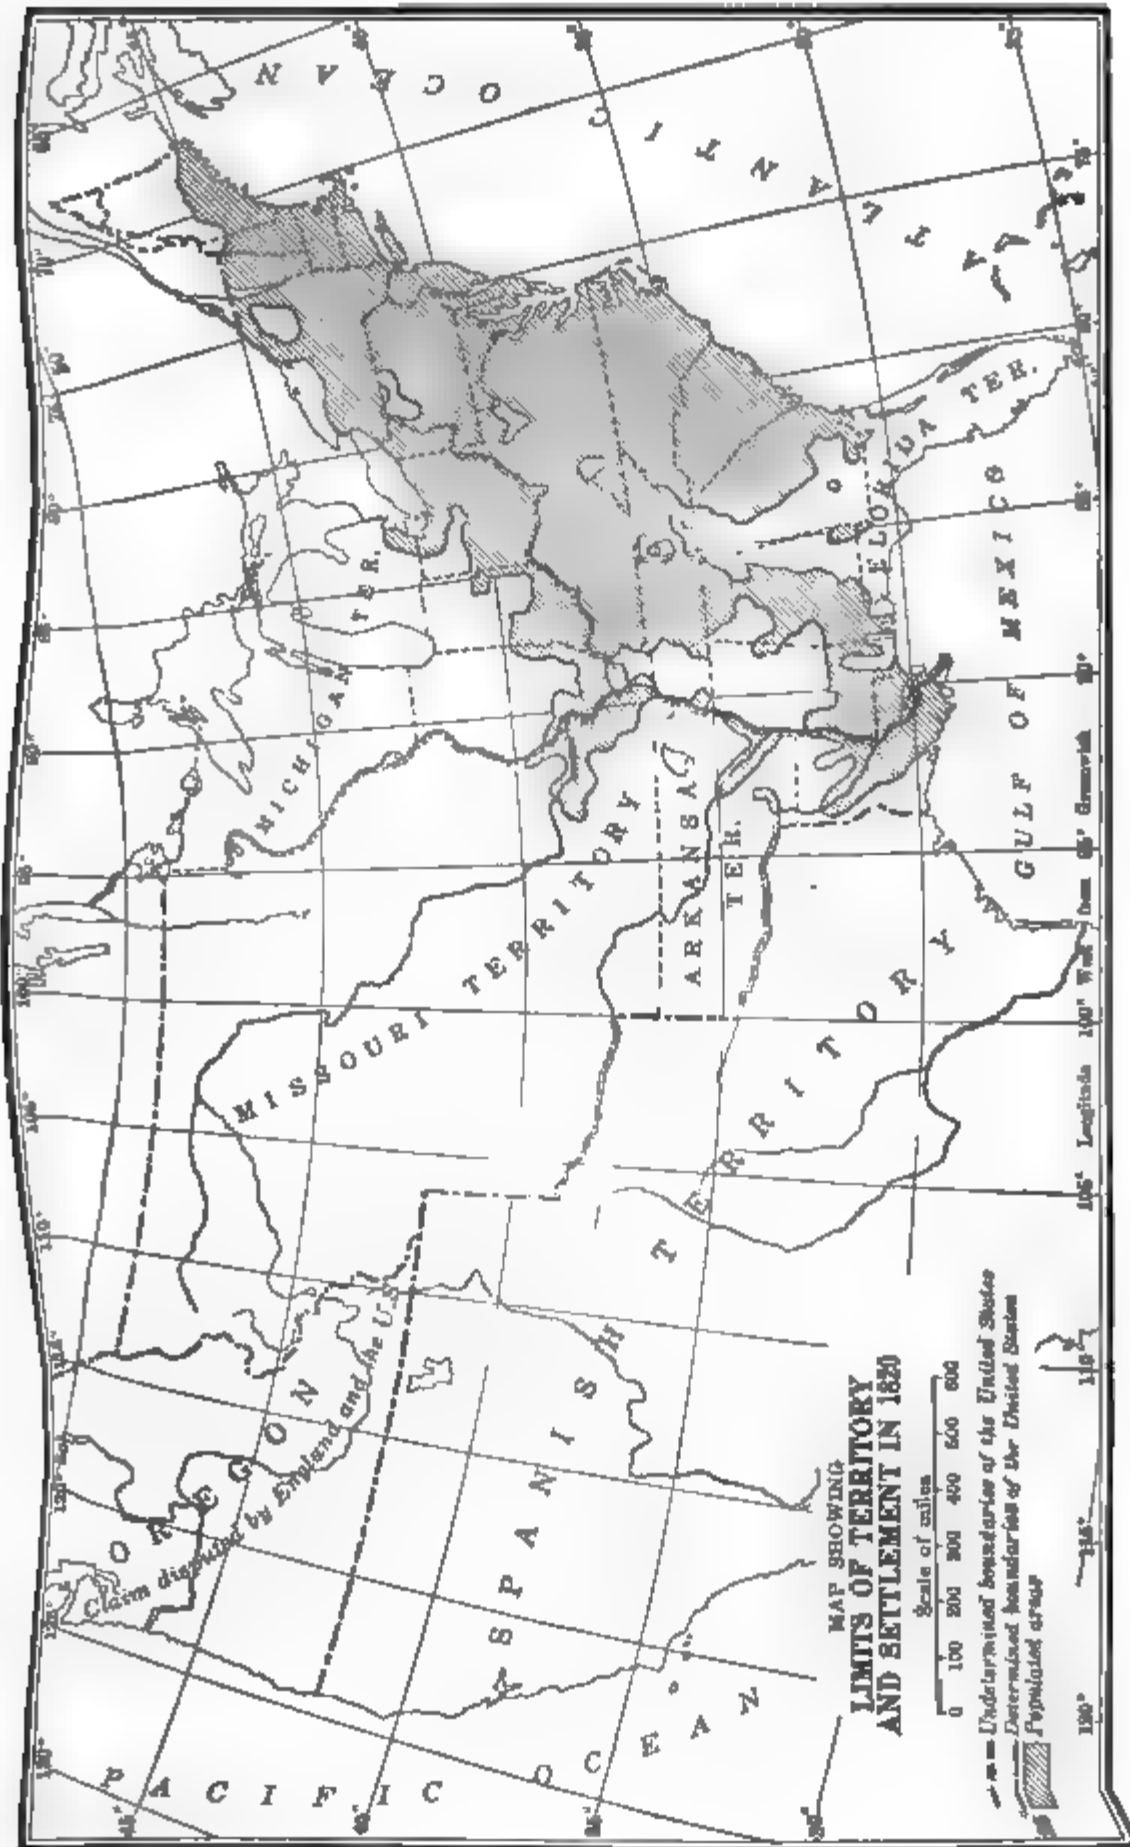 MAP SHOWING
LIMITS OF TERRITORY
AND SETTLEMENT IN 1820
Scale of miles
0 100 200 300 400 500 600
Undetermined boundaries of the United States
Determined boundaries of the United States
Populated areas
PACIFIC
OCEAN
OREGON
Claim disputed by England and the U.S.
SPANISH
TERRITORY
MISSOURI TERRITORY
MICHIGAN
TER.
ARKANSAS
TER.
FLORIDA TER.
GULF OF MEXICO
ATLANTIC
OCEAN
105° Longitude 100° West from 95° Greenwich 90°